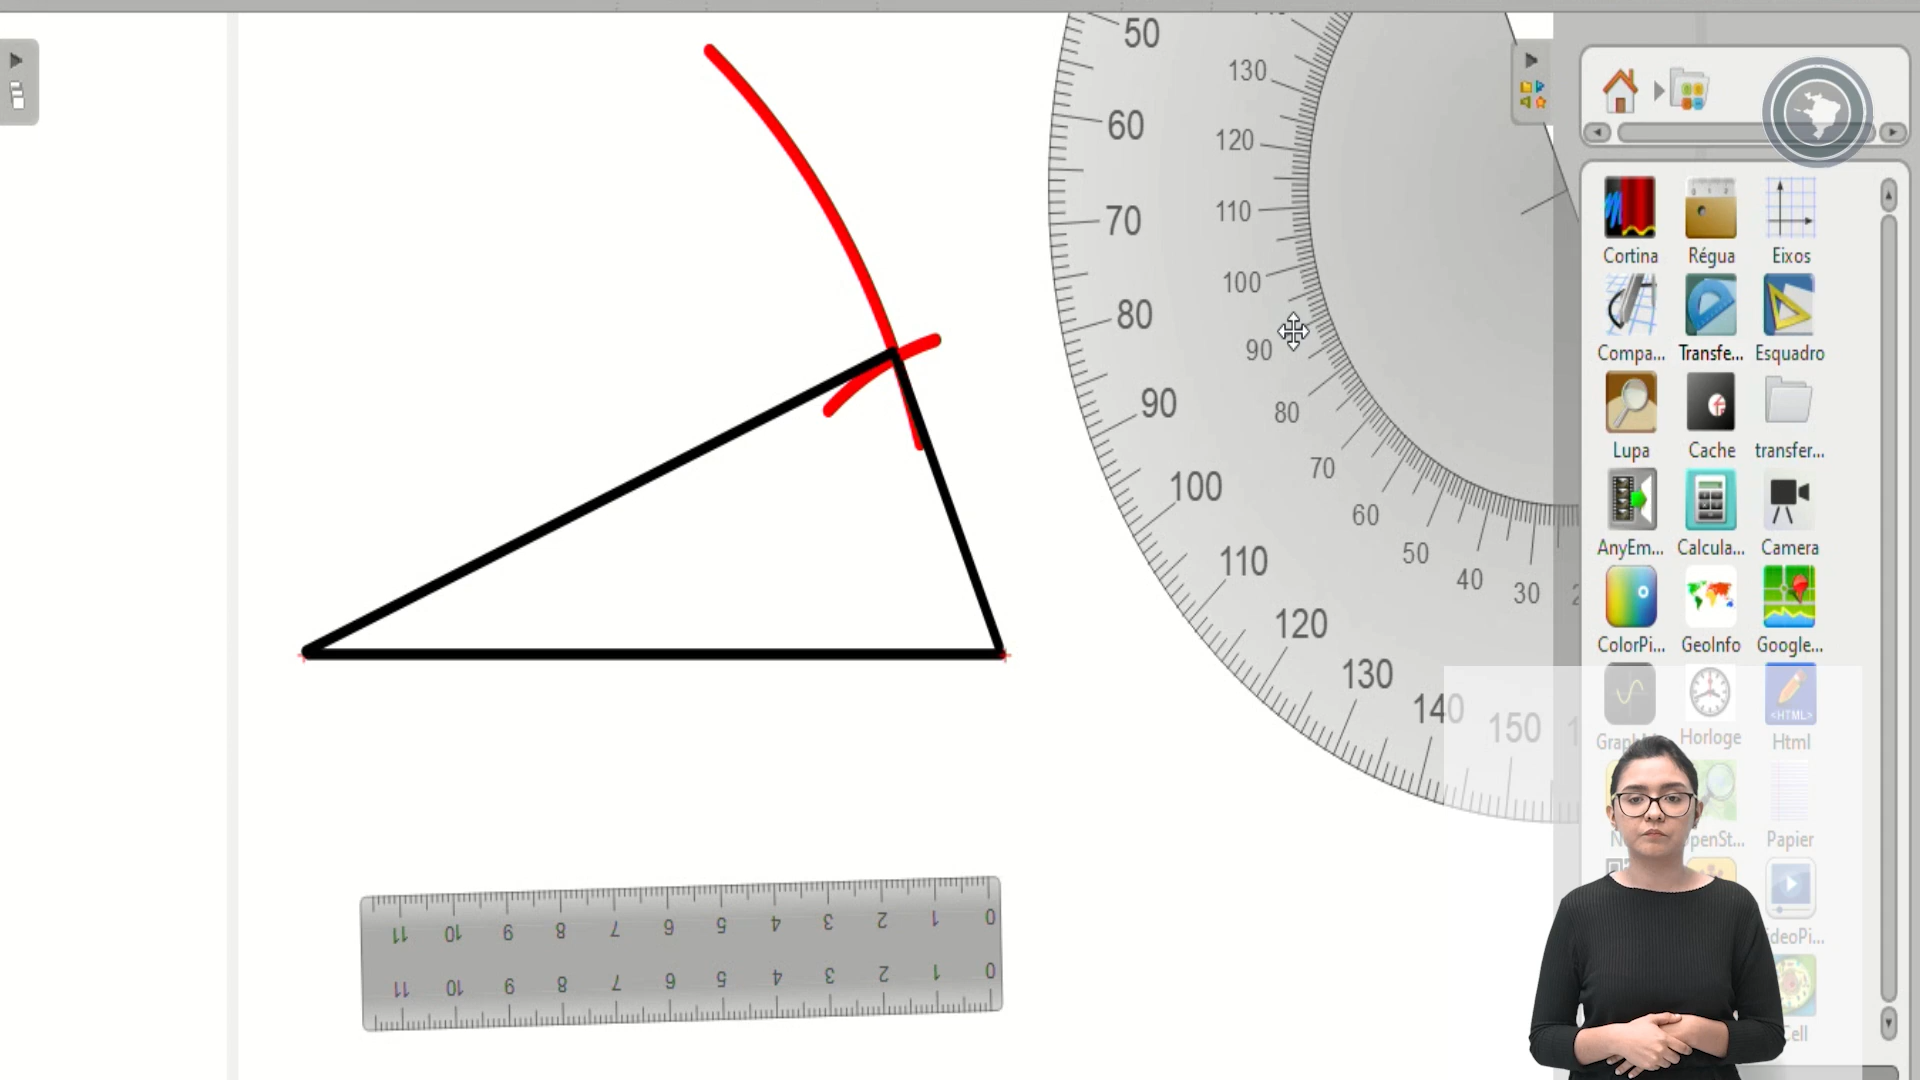 50
60
70
80
90
100
110
120
130
140
150
130
120
110
100
90
80
70
60
50
40
30
Cortina
Régua
Eixos
Compa...
Transfe...
Esquadro
Lupa
Cache
transfer...
AnyEm...
Calcula...
Camera
ColorPi...
GeoInfo
Google...
<HTML>
Horloge
Html
Papier
11 10 9 8 7 6 5 4 3 2 1 0
11 10 9 8 7 6 5 4 3 2 1 0